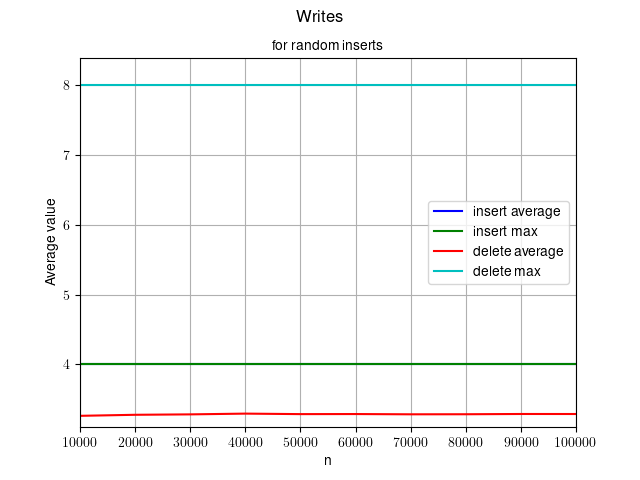 Writes
for random inserts
8
7
6
5
4
Average value
insert average
insert max
delete average
delete max
10000 20000 30000 40000 50000 60000 70000 80000 90000 100000
n